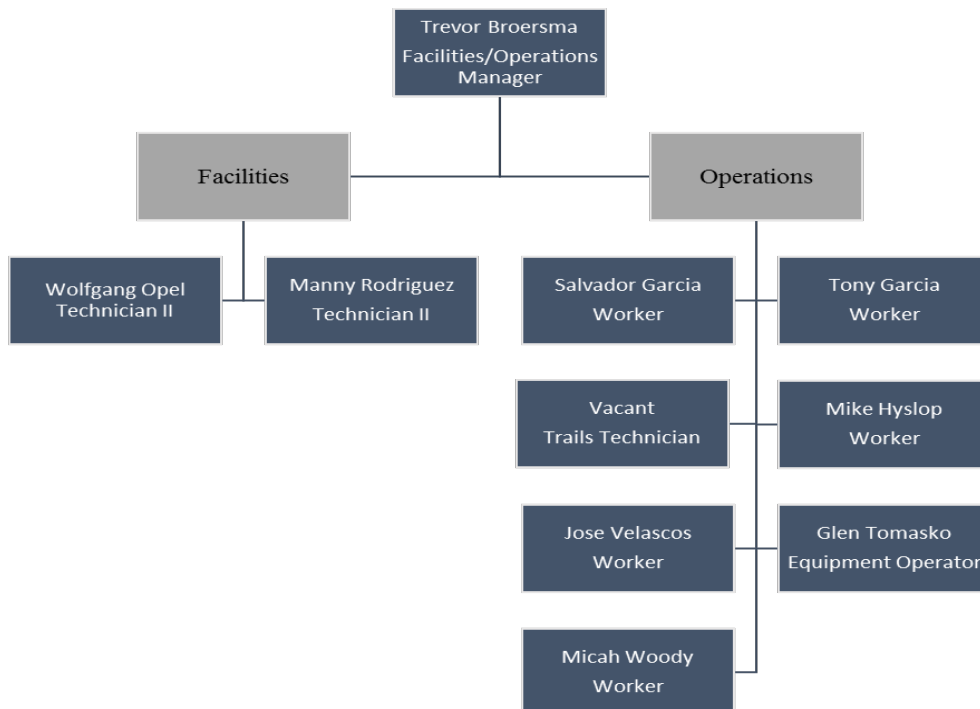 Trevor Broersma
Facilities/Operations
Manager
Facilities
Operations
Wolfgang Opel
Technician II
Manny Rodriguez
Technician II
Salvador Garcia
Worker
Tony Garcia
Worker
Vacant
Trails Technician
Mike Hyslop
Worker
Jose Velascos
Worker
Glen Tomasko
Equipment Operator
Micah Woody
Worker